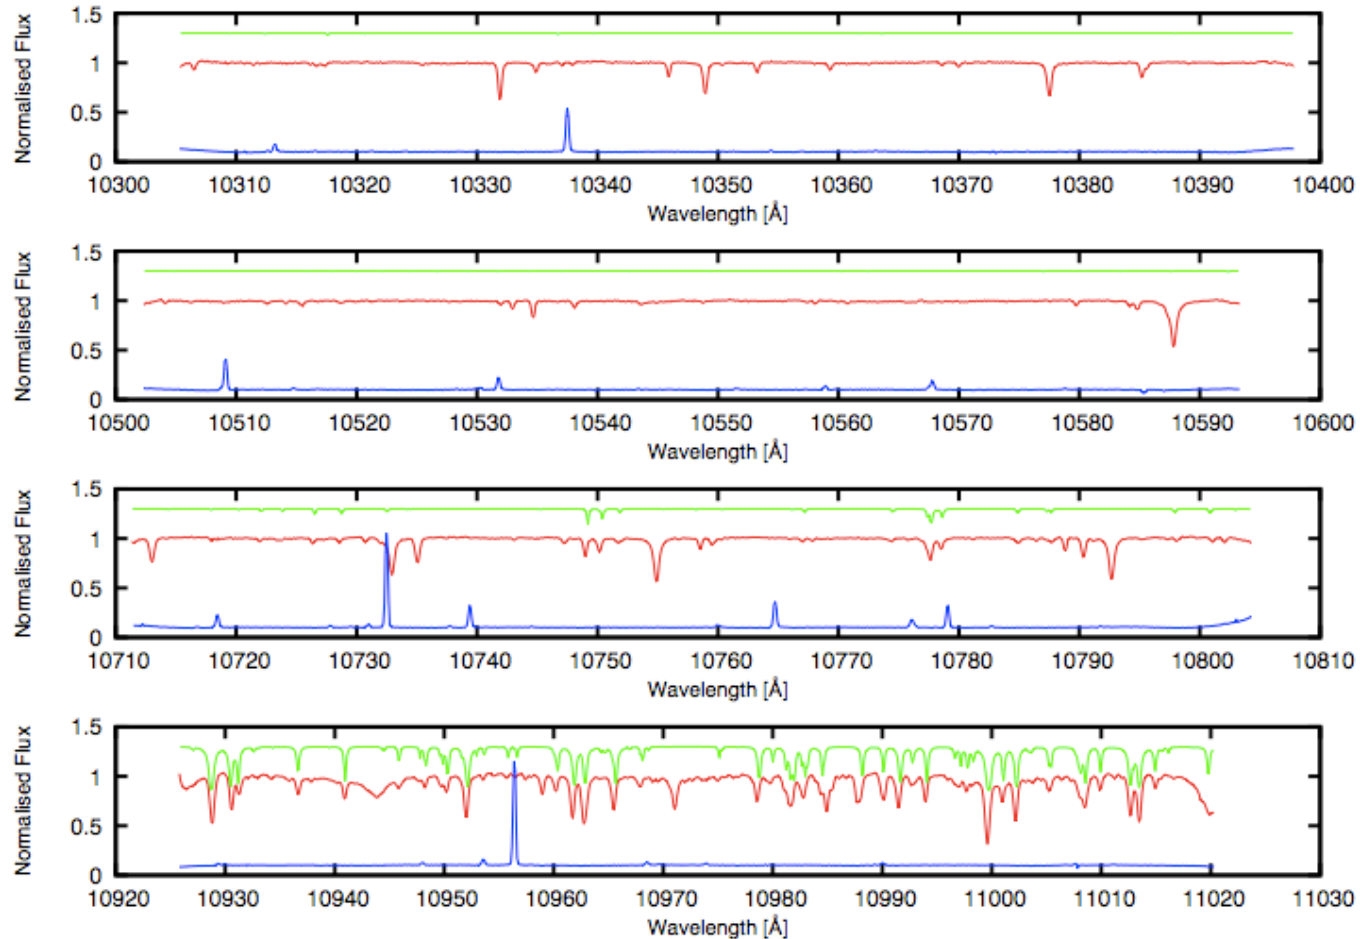 Normalised Flux
1.5
1
0.5
0
10300 10310 10320 10330 10340 10350 10360 10370 10380 10390 10400
Wavelength [Å]
Normalised Flux
1.5
1
0.5
0
10500 10510 10520 10530 10540 10550 10560 10570 10580 10590 10600
Wavelength [Å]
Normalised Flux
1.5
1
0.5
0
10710 10720 10730 10740 10750 10760 10770 10780 10790 10800 10810
Wavelength [Å]
Normalised Flux
1.5
1
0.5
0
10920 10930 10940 10950 10960 10970 10980 10990 11000 11010 11020 11030
Wavelength [Å]